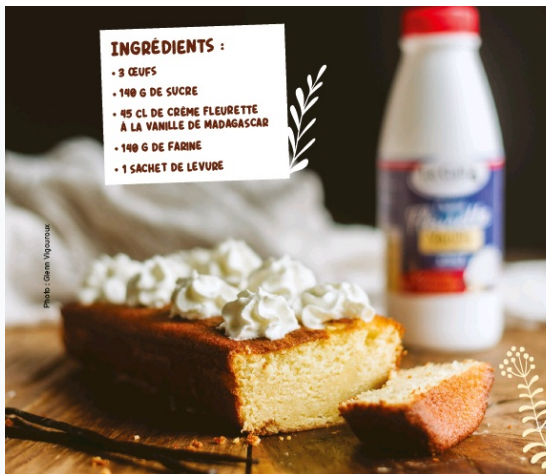 INGRÉDIENTS :
• 3 ŒUFS
• 140 G DE SUCRE
• 45 CL DE CRÈME FLEURETTE
À LA VANILLE DE MADAGASCAR
• 140 G DE FARINE
• 1 SACHET DE LEVURE
Photo : Glenn Vigouroux